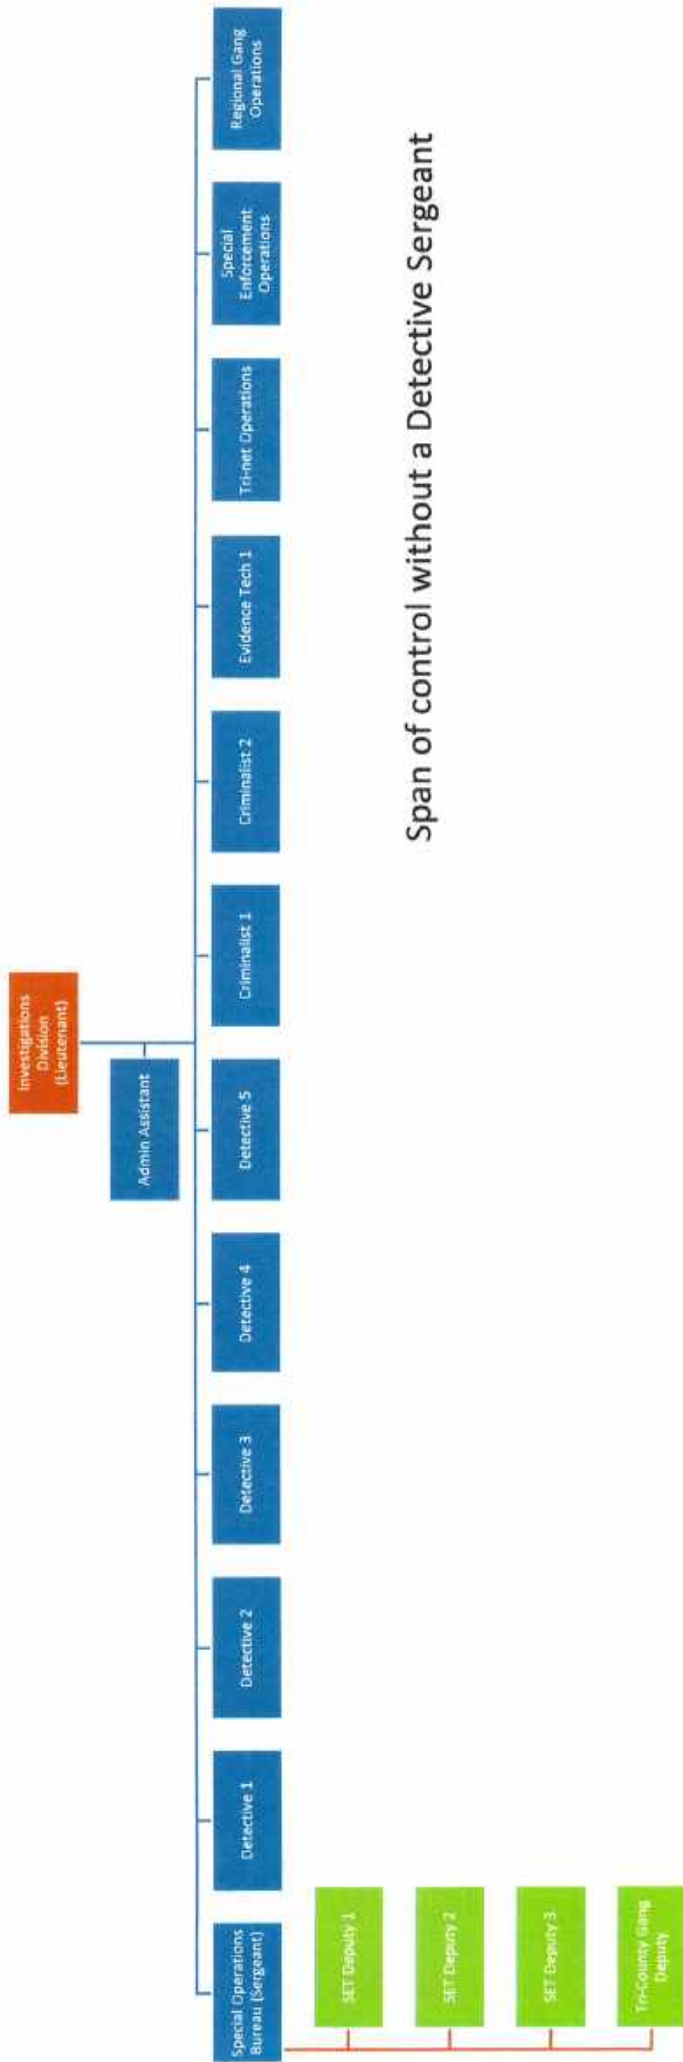 Investigations
Division
(Lieutenant)
Admin Assistant
Special Operations
Bureau (Sergeant)
Detective 1
Detective 2
Detective 3
Detective 4
Detective 5
Criminalist 1
Criminalist 2
Evidence Tech 1
Tri-net Operations
Special
Enforcement
Operations
Regional Gang
Operations
SET Deputy 1
SET Deputy 2
SET Deputy 3
Tri-County Gang
Deputy
Span of control without a Detective Sergeant